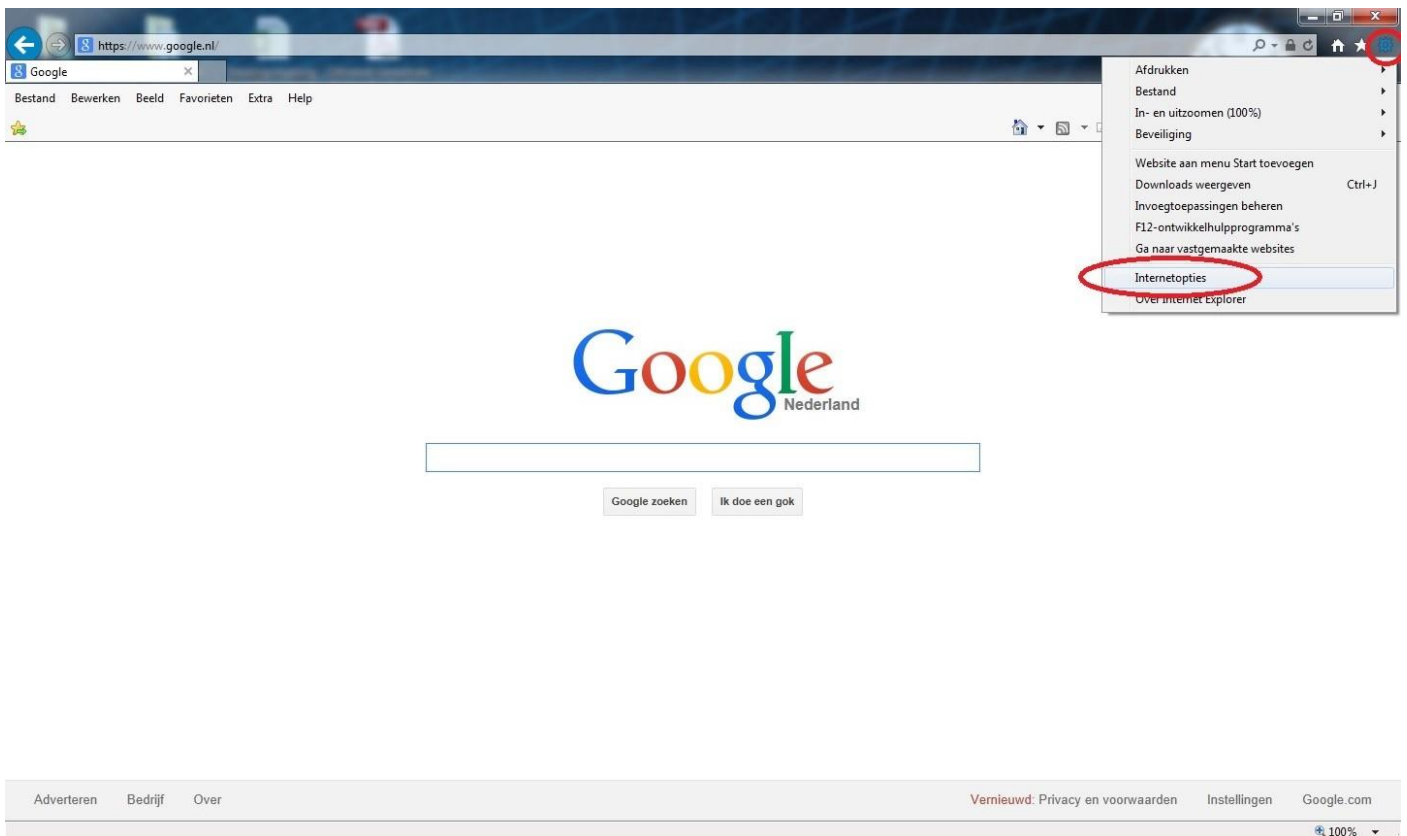 https://www.google.nl/
Google
Bestand Bewerken Beeld Favorieten Extra Help
Afdrukken
Bestand
In- en uitzoomen (100%)
Beveiliging
Website aan menu Start toevoegen
Downloads weergeven Ctrl+J
Invoegtoepassingen beheren
F12-ontwikkelhulpprogramma's
Ga naar vastgemaakte websites
Internetopties
Over Internet Explorer
Google
Nederland
Google zoeken Ik doe een gok
Adverteren Bedrijf Over Vernieuwd: Privacy en voorwaarden Instellingen Google.com
100%